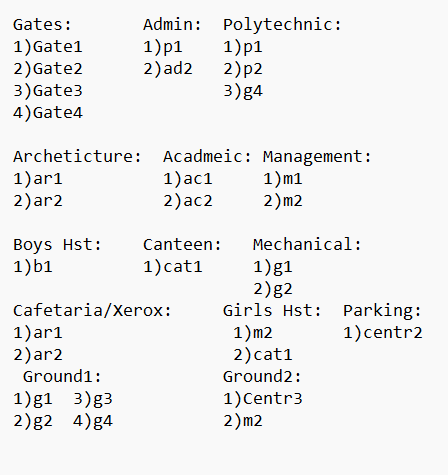 Gates:       Admin:  Polytechnic:
1)Gate1      1)p1    1)p1
2)Gate2      2)ad2   2)p2
3)Gate3              3)g4
4)Gate4
Archeticture:  Acadmeic: Management:
1)ar1          1)ac1     1)m1
2)ar2          2)ac2     2)m2
Boys Hst:    Canteen:   Mechanical:
1)b1         1)cat1     1)g1
                        2)g2
Cafetaria/Xerox:     Girls Hst:  Parking:
1)ar1                 1)m2       1)centr2
2)ar2                 2)cat1
 Ground1:            Ground2:
1)g1  3)g3           1)Centr3
2)g2  4)g4           2)m2